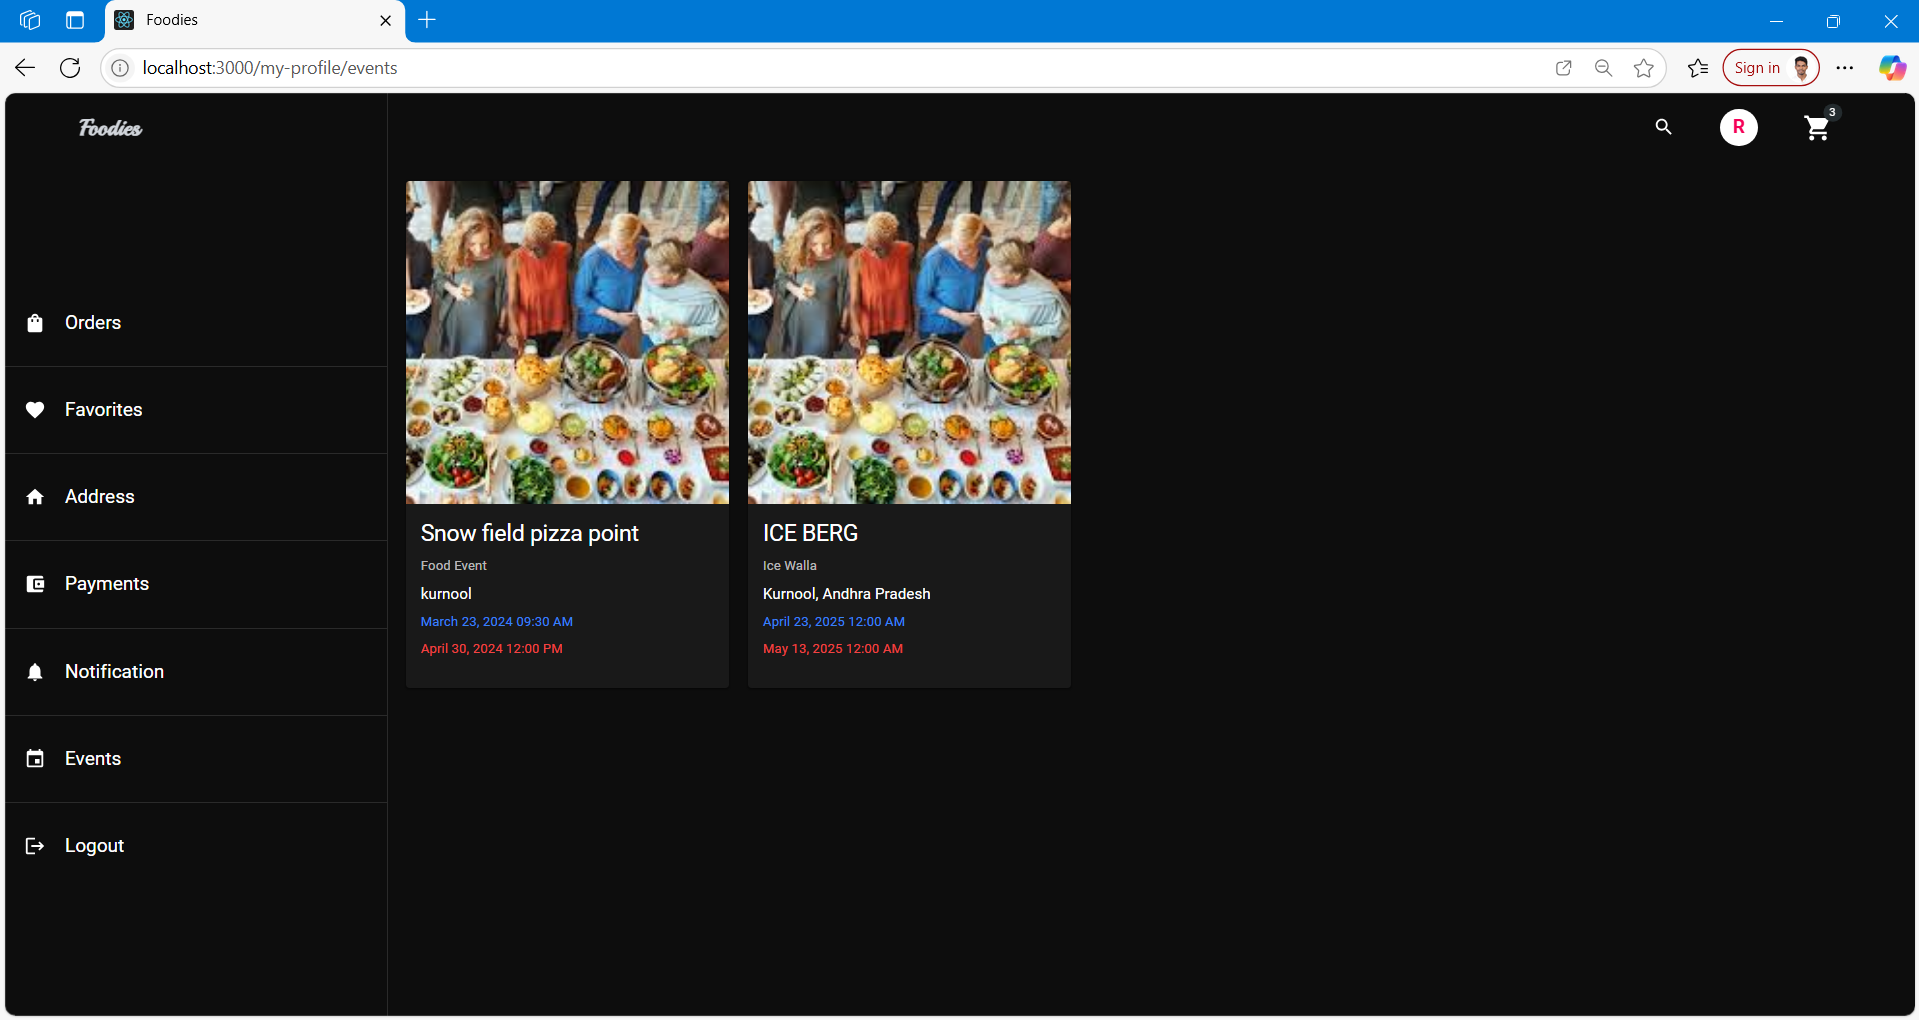 Foodies
localhost:3000/my-profile/events
Sign in
Foodies
R
3
Orders
Favorites
Address
Payments
Notification
Events
Logout
Snow field pizza point
Food Event
kurnool
March 23, 2024 09:30 AM
April 30, 2024 12:00 PM
ICE BERG
Ice Walla
Kurnool, Andhra Pradesh
April 23, 2025 12:00 AM
May 13, 2025 12:00 AM